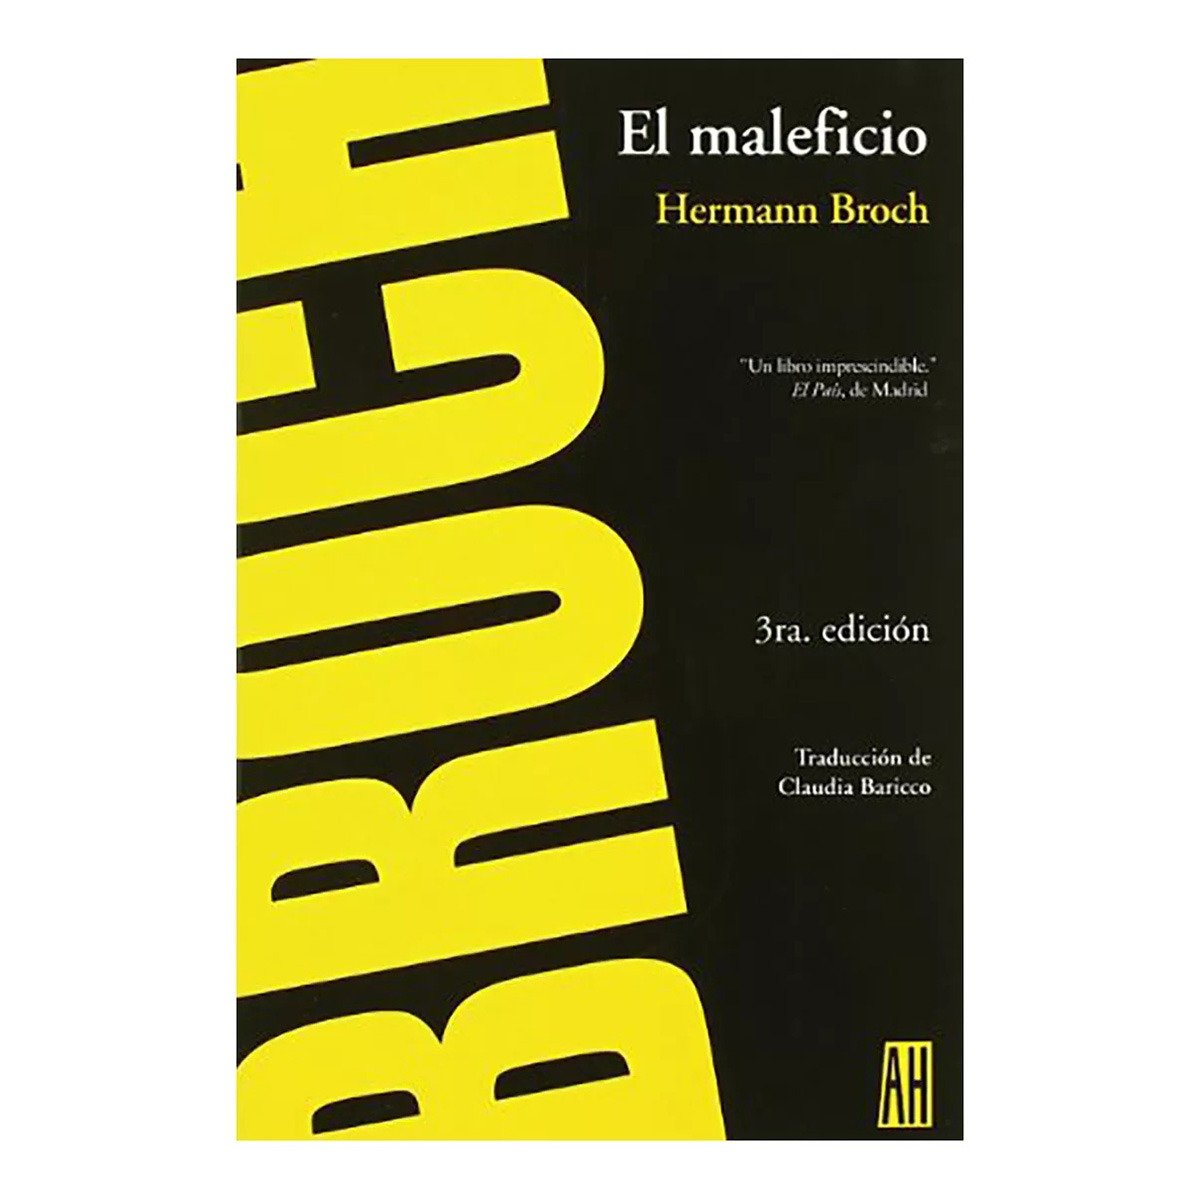 El maleficio
Hermann Broch
"Un libro imprescindible."
El País, de Madrid
3ra. edición
Traducción de
Claudia Baricco
BROCH
AH